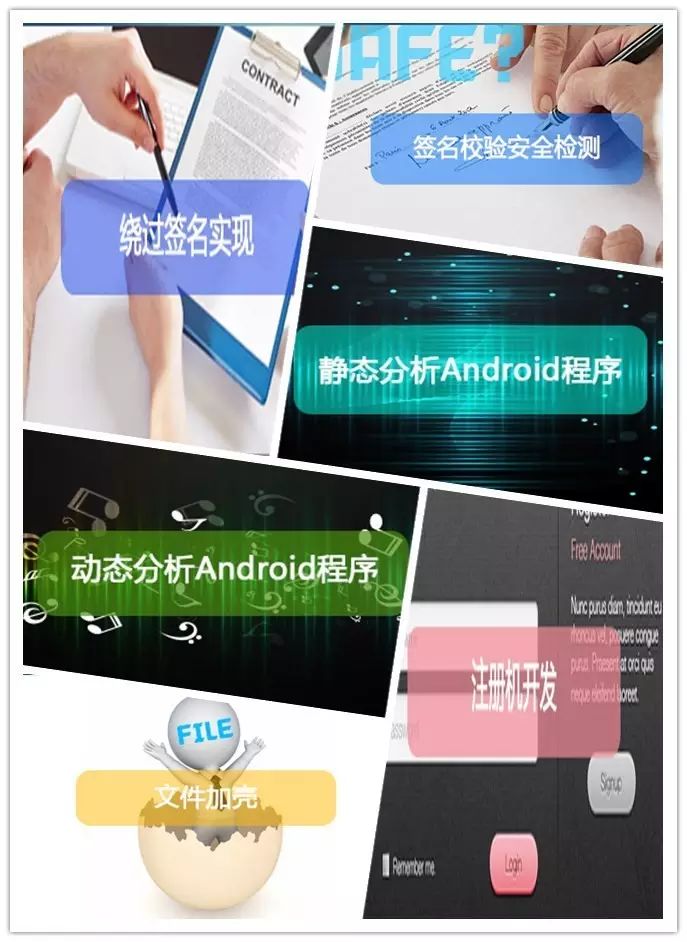 CONTRACT
AFE?
签名校验安全检测
绕过签名实现
静态分析Android程序
动态分析Android程序
Free Account
Nunc purus diam, tincidunt eu
rhoncus vel, posuere congue
purus. Praesent at orci quis
neque eleifend laoreet.
注册机开发
Signup
FILE
文件加壳
Remember me.
Login